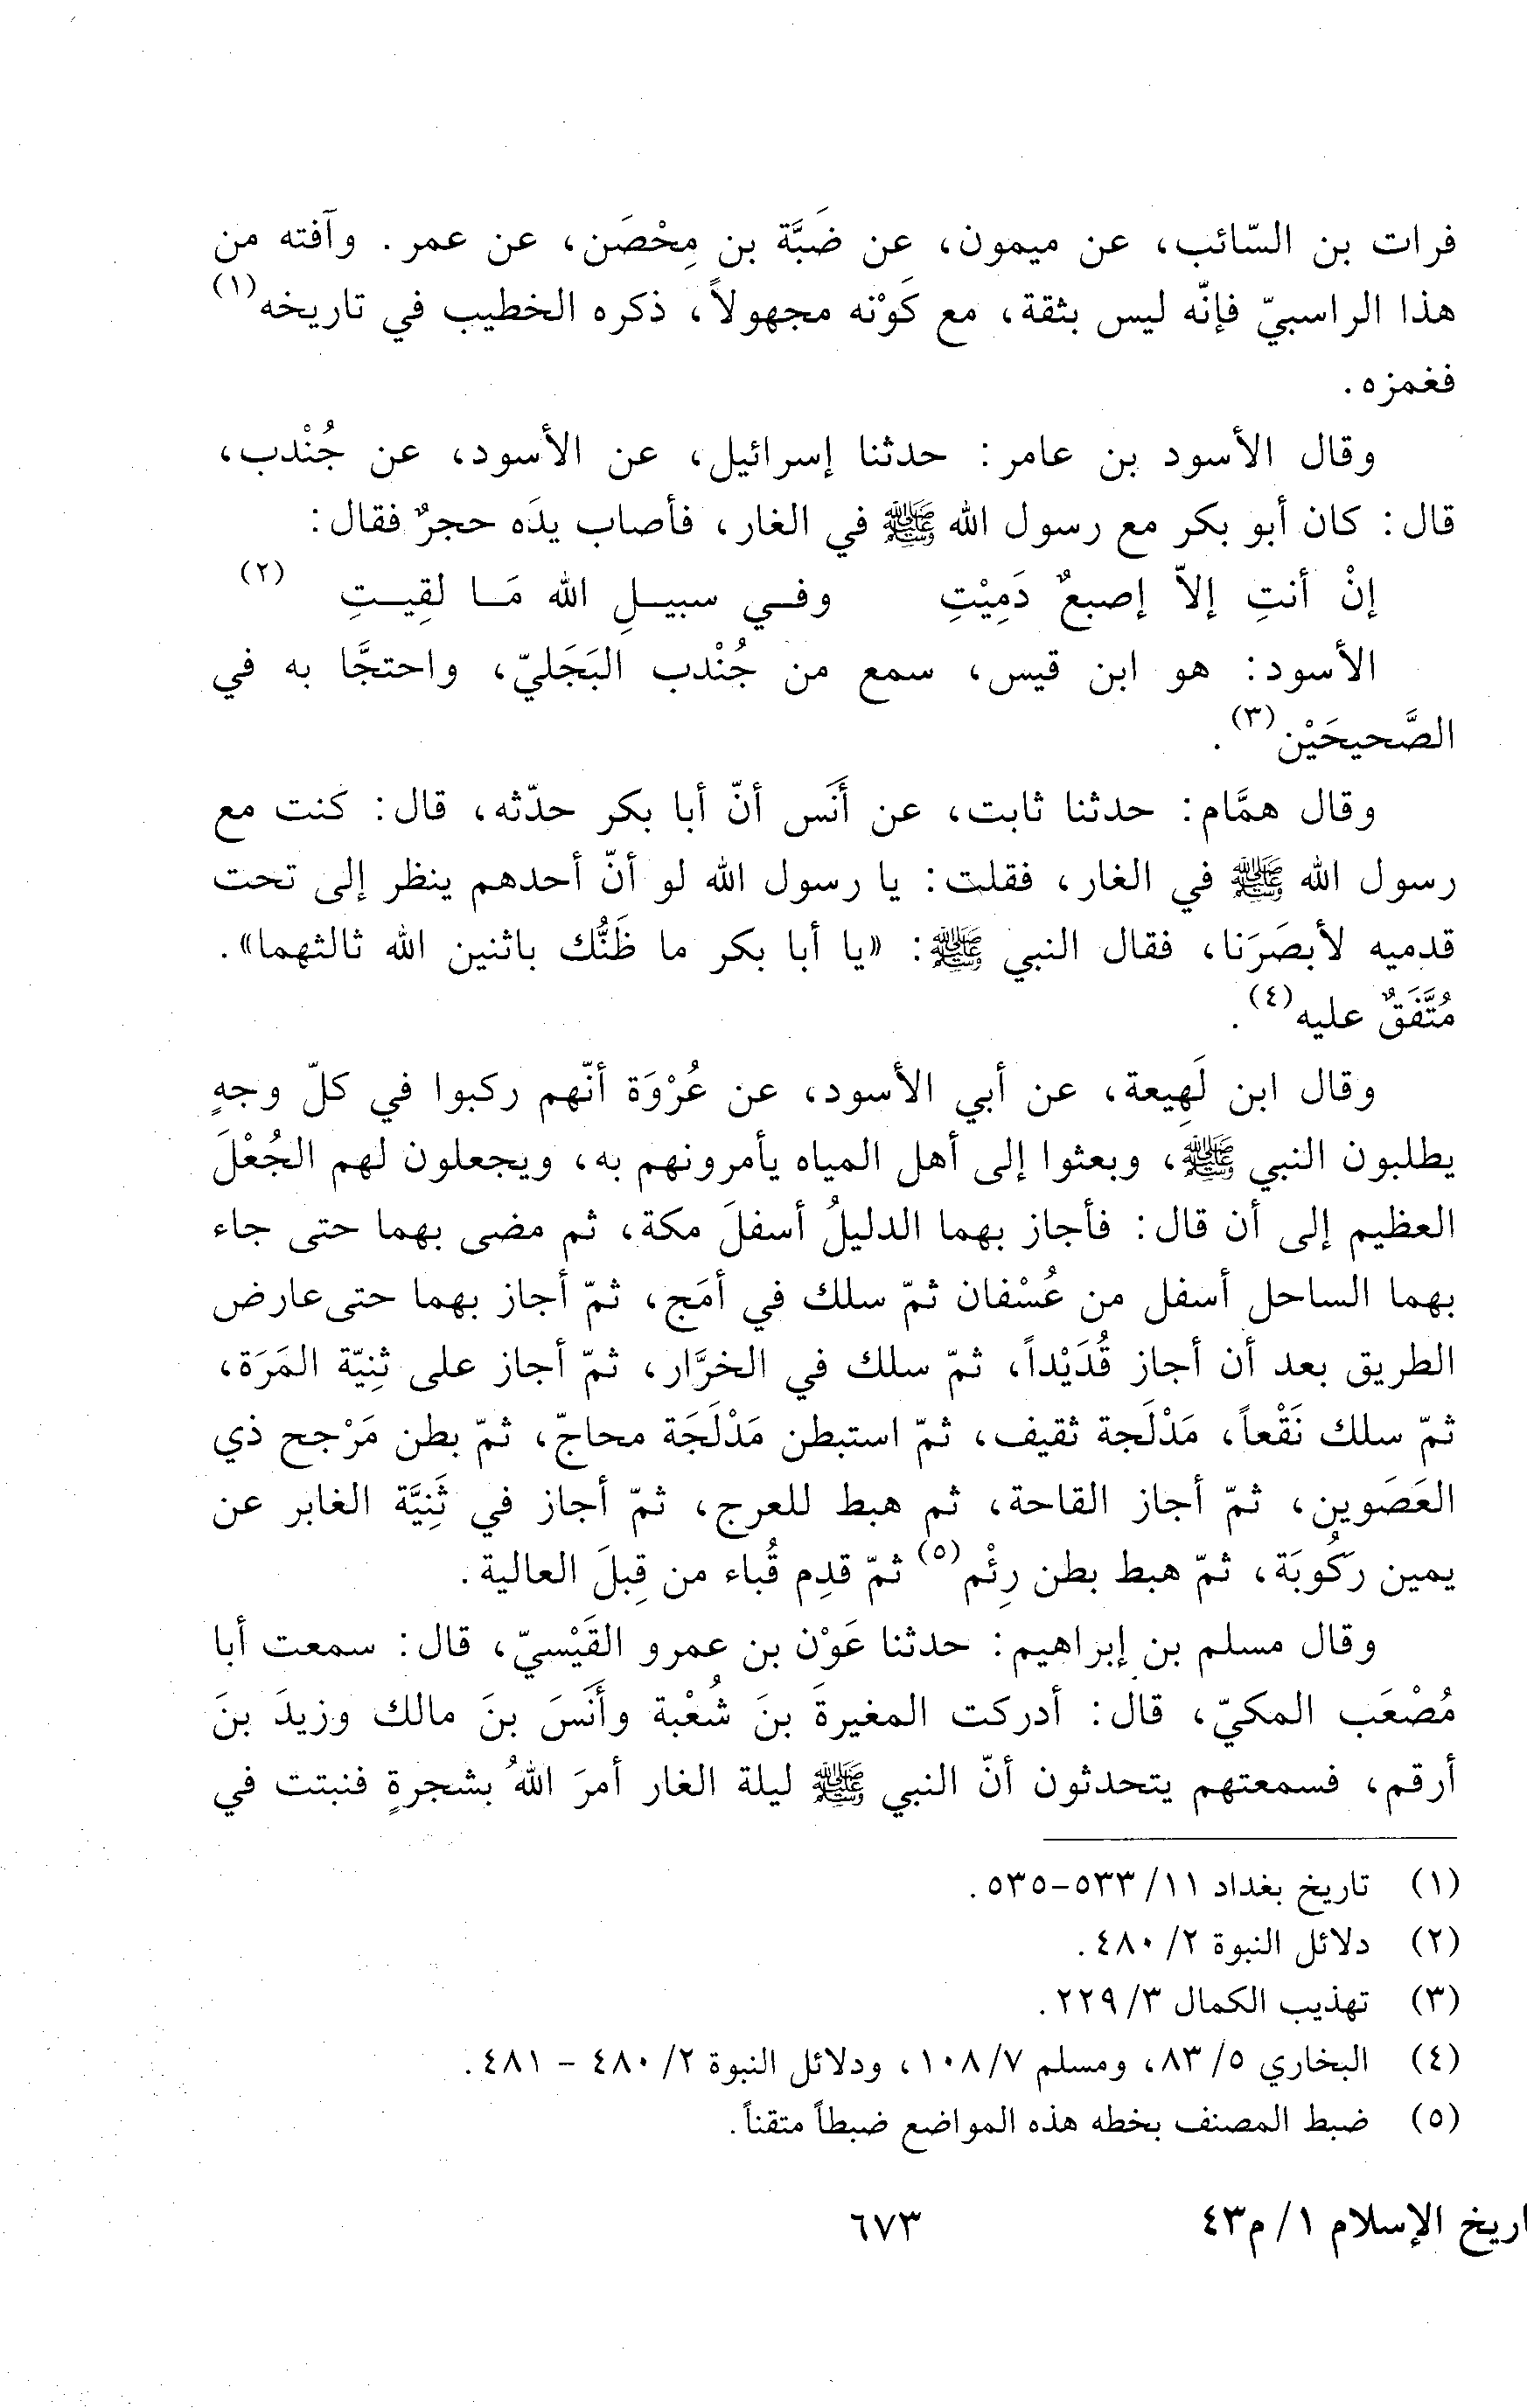 فرات بن السّائب، عن ميمون، عن ضَبَّة بن مِحْصَن، عن عمر. وآفته من
هذا الراسبيّ فإنّه ليس بثقة، مع كَوْنه مجهولاً، ذكره الخطيب في تاريخه(١)
فغمزه.
وقال الأسود بن عامر: حدثنا إسرائيل، عن الأسود، عن جُنْدب،
قال: كان أبو بكر مع رسول الله ﷺ في الغار، فأصاب يدَه حجرٌ فقال:
إنْ أنتِ إلاّ إصبعٌ دَمِيْتِ وفـي سبيـلِ الله مَـا لقِيـتِ (٢)
الأسود: هو ابن قيس، سمع من جُنْدب البَجَليّ، واحتجَّا به في
الصَّحيحَيْن(٣).
وقال همَّام: حدثنا ثابت، عن أَنَس أنّ أبا بكر حدّثه، قال: كنت مع
رسول الله ﷺ في الغار، فقلت: يا رسول الله لو أنّ أحدهم ينظر إلى تحت
قدميه لأبصَرَنا، فقال النبي ﷺ: «يا أبا بكر ما ظَنُّك باثنين الله ثالثهما».
مُتَّفَقٌ عليه(٤).
وقال ابن لَهِيعة، عن أبي الأسود، عن عُرْوَة أنّهم ركبوا في كلّ وجهٍ
يطلبون النبي ﷺ، وبعثوا إلى أهل المياه يأمرونهم به، ويجعلون لهم الجُعْلَ
العظيم إلى أن قال: فأجاز بهما الدليلُ أسفلَ مكة، ثم مضى بهما حتى جاء
بهما الساحل أسفل من عُسْفان ثمّ سلك في أمَج، ثمّ أجاز بهما حتى عارض
الطريق بعد أن أجاز قُدَيْداً، ثمّ سلك في الخرَّار، ثمّ أجاز على ثنِيّة المَرَة،
ثمّ سلك نَقْعاً، مَدْلَجة ثقيف، ثمّ استبطن مَدْلَجَة محاجّ، ثمّ بطن مَرْجح ذي
العَصَوين، ثمّ أجاز القاحة، ثم هبط للعرج، ثمّ أجاز في ثَنِيَّة الغابر عن
يمين رَكُوبَة، ثمّ هبط بطن رِئْم(٥) ثمّ قدِم قُباء من قِبلَ العالية.
وقال مسلم بن إبراهيم: حدثنا عَوْن بن عمرو القَيْسيّ، قال: سمعت أبا
مُصْعَب المكيّ، قال: أدركت المغيرةَ بنَ شُعْبة وأَنَسَ بنَ مالك وزيدَ بنَ
أرقم، فسمعتهم يتحدثون أنّ النبي ﷺ ليلة الغار أمرَ اللهُ بشجرةٍ فنبتت في
(١) تاريخ بغداد ١١/ ٥٣٣-٥٣٥.
(٢) دلائل النبوة ٢/ ٤٨٠.
(٣) تهذيب الكمال ٣/ ٢٢٩.
(٤) البخاري ٥/ ٨٣، ومسلم ٧/ ١٠٨، ودلائل النبوة ٢/ ٤٨٠ - ٤٨١.
(٥) ضبط المصنف بخطه هذه المواضع ضبطاً متقناً.
اريخ الإسلام ١/ م٤٣
٦٧٣